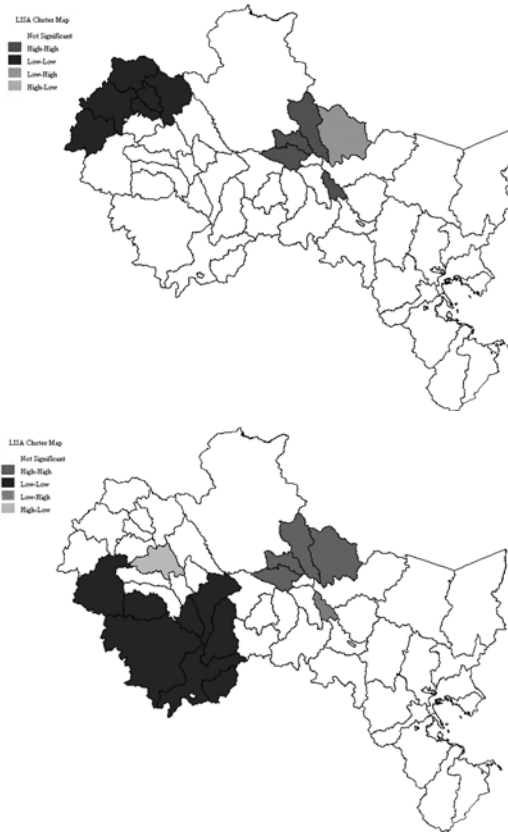 LISA Cluster Map
Not Significant
High-High
Low-Low
Low-High
High-Low
LISA Cluster Map
Not Significant
High-High
Low-Low
Low-High
High-Low